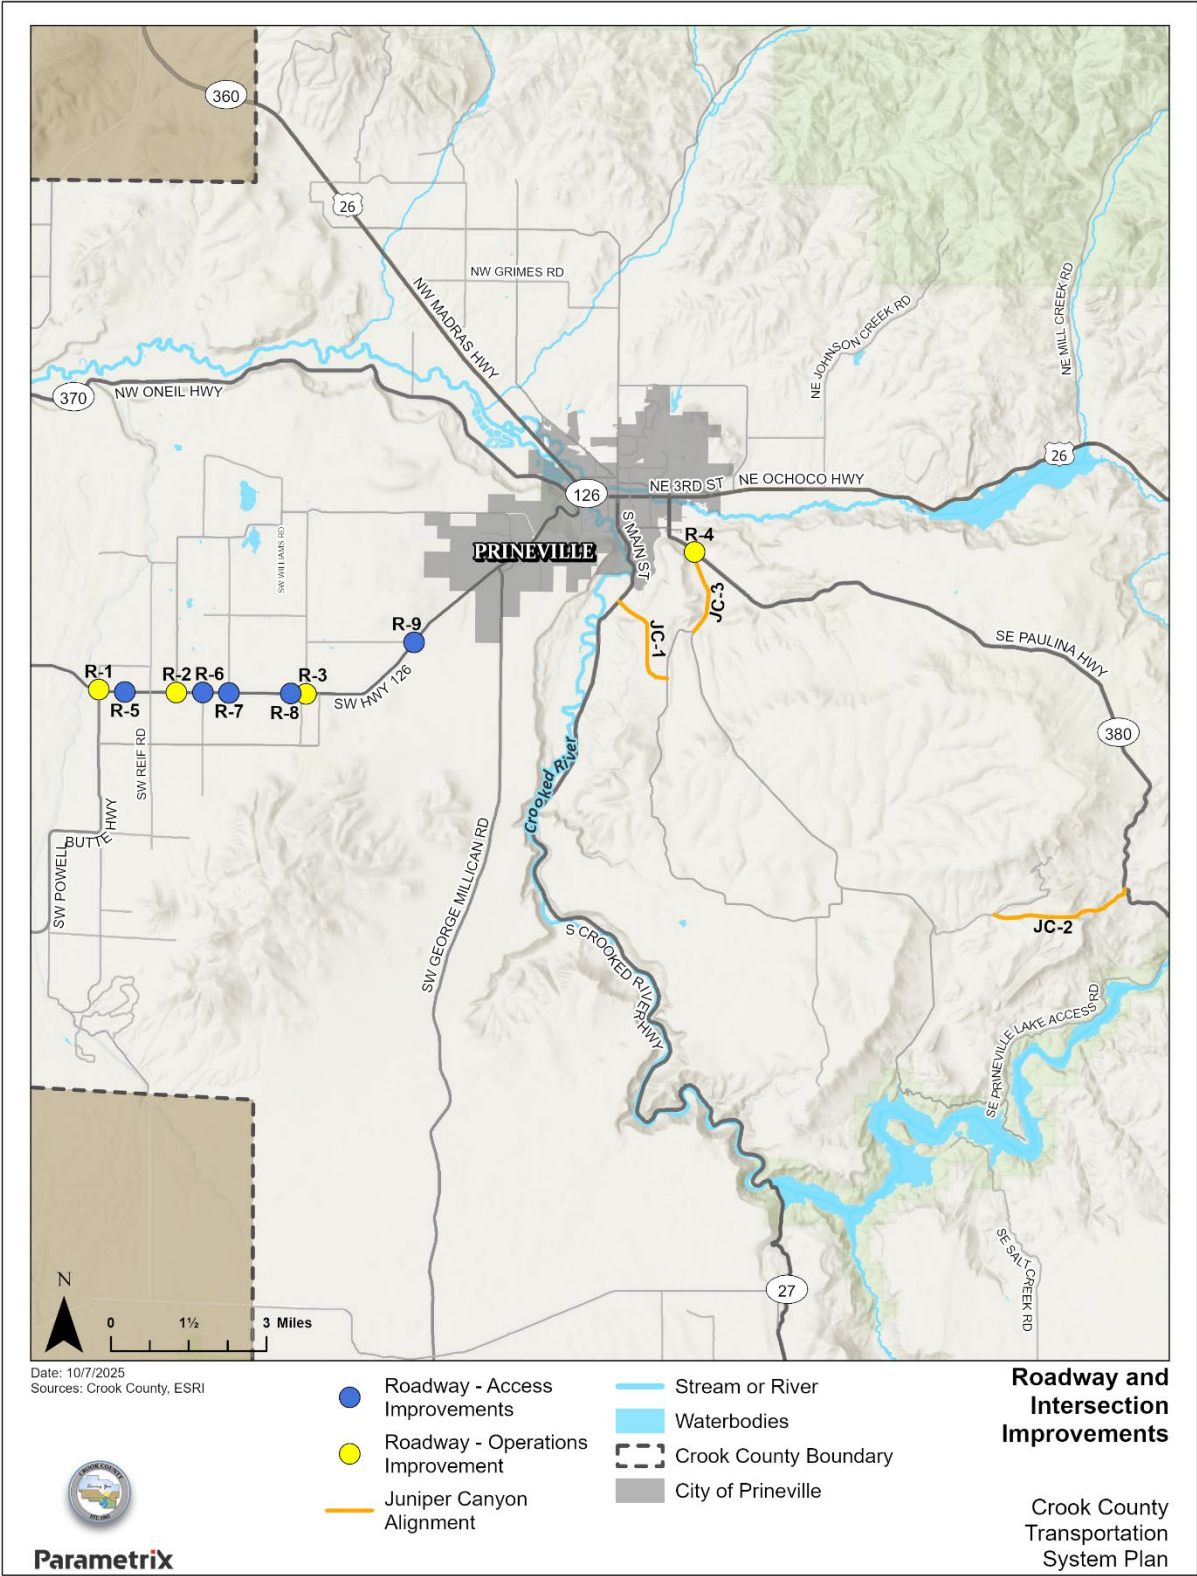 360
26
NW GRIMES RD
NW MADRAS HWY
NE JOHNSON CREEK RD
NE MILL CREEK RD
370
NW ONEIL HWY
26
126
NE 3RD ST
NE OCHOCO HWY
S MAIN ST
SW WILLIAMS RD
PRINEVILLE
R-4
JC-3
JC-1
R-9
SE PAULINA HWY
R-1
R-2
R-6
R-3
R-5
R-7
R-8
SW HWY 126
SW REIF RD
380
Crooked River
SW POWELL
BUTTE HWY
SW GEORGE MILLICAN RD
JC-2
S CROOKED RIVER HWY
SE PRINEVILLE LAKE ACCESS RD
SE SALT CREEK RD
27
N
0 1½ 3 Miles
Date: 10/7/2025
Sources: Crook County, ESRI
Roadway - Access
Improvements
Roadway - Operations
Improvement
Juniper Canyon
Alignment
Stream or River
Waterbodies
Crook County Boundary
City of Prineville
Roadway and
Intersection
Improvements
Crook County
Transportation
System Plan
CROOK COUNTY
Parametrix